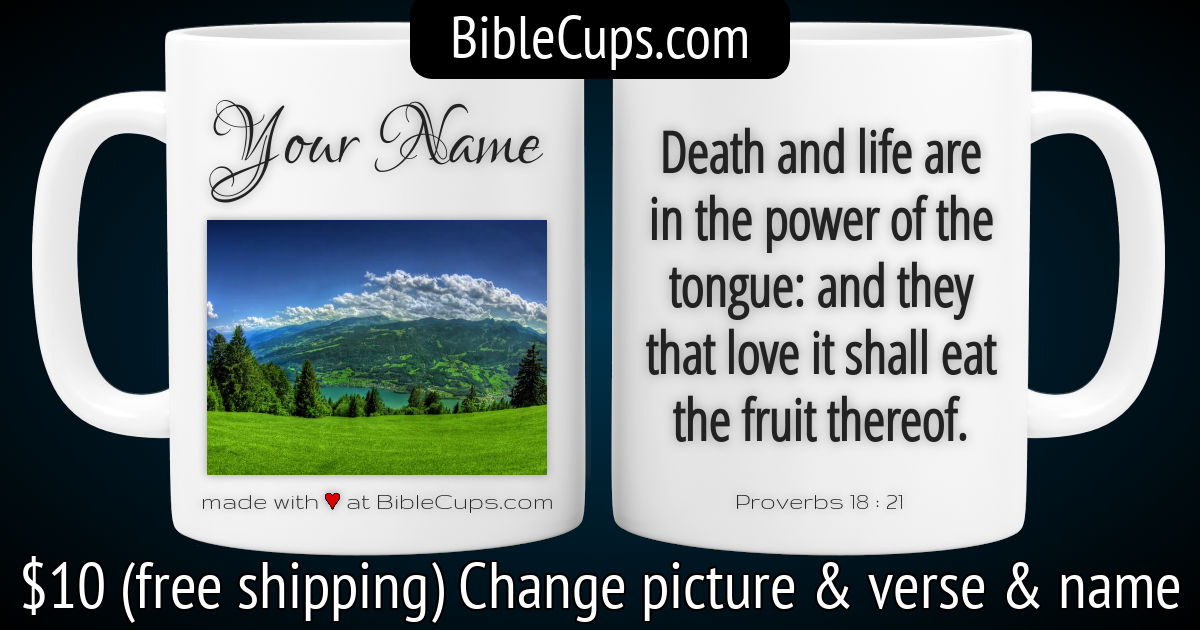 BibleCups.com
Your Name
made with ♥ at BibleCups.com
Death and life are
in the power of the
tongue: and they
that love it shall eat
the fruit thereof.
Proverbs 18 : 21
$10 (free shipping) Change picture & verse & name